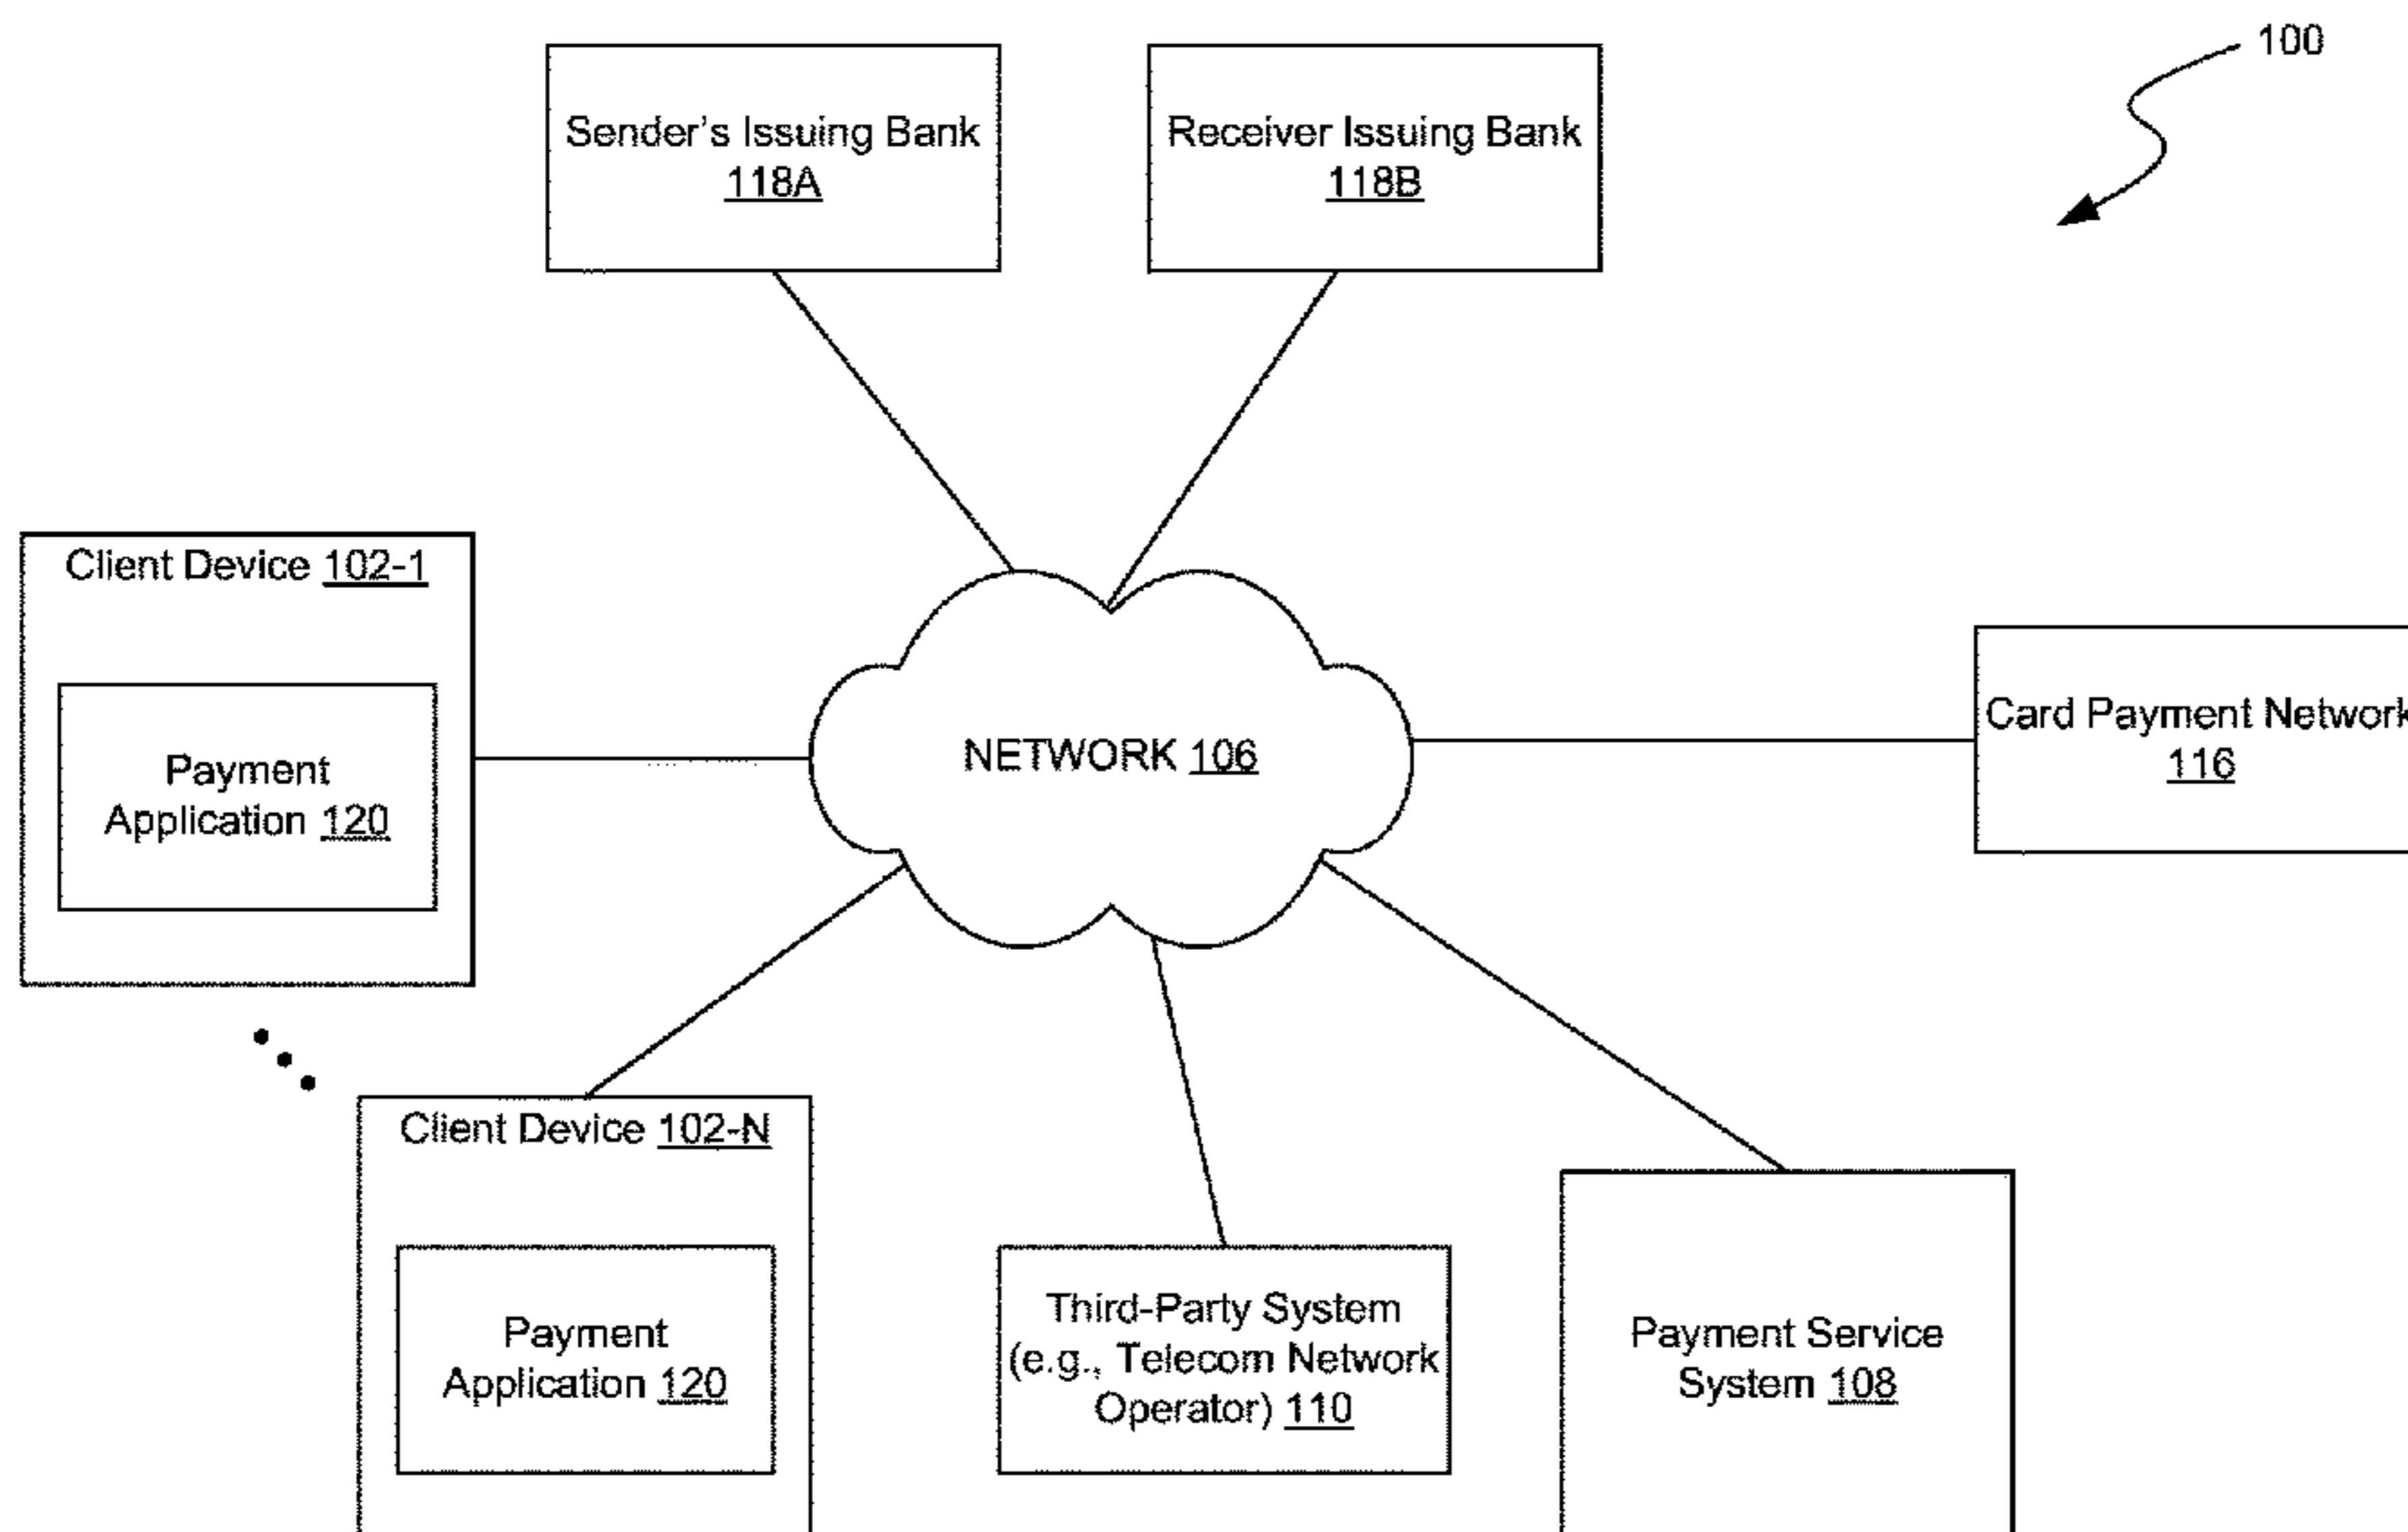 100
Sender's Issuing Bank
118A
Receiver Issuing Bank
118B
Client Device 102-1
Payment
Application 120
NETWORK 106
Card Payment Network
116
Client Device 102-N
Payment
Application 120
Third-Party System
(e.g., Telecom Network
Operator) 110
Payment Service
System 108